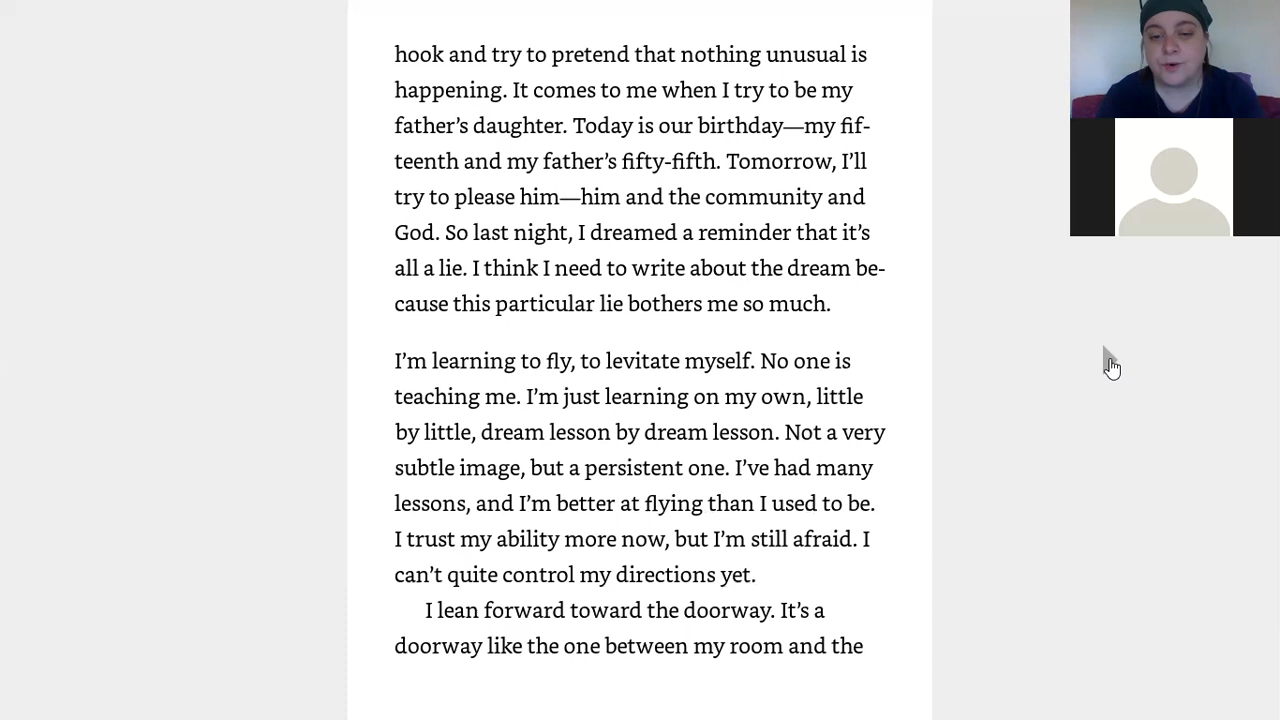 hook and try to pretend that nothing unusual is
happening. It comes to me when I try to be my
father’s daughter. Today is our birthday—my fif-
teenth and my father’s fifty-fifth. Tomorrow, I’ll
try to please him—him and the community and
God. So last night, I dreamed a reminder that it’s
all a lie. I think I need to write about the dream be-
cause this particular lie bothers me so much.
I’m learning to fly, to levitate myself. No one is
teaching me. I’m just learning on my own, little
by little, dream lesson by dream lesson. Not a very
subtle image, but a persistent one. I’ve had many
lessons, and I’m better at flying than I used to be.
I trust my ability more now, but I’m still afraid. I
can’t quite control my directions yet.
I lean forward toward the doorway. It’s a
doorway like the one between my room and the